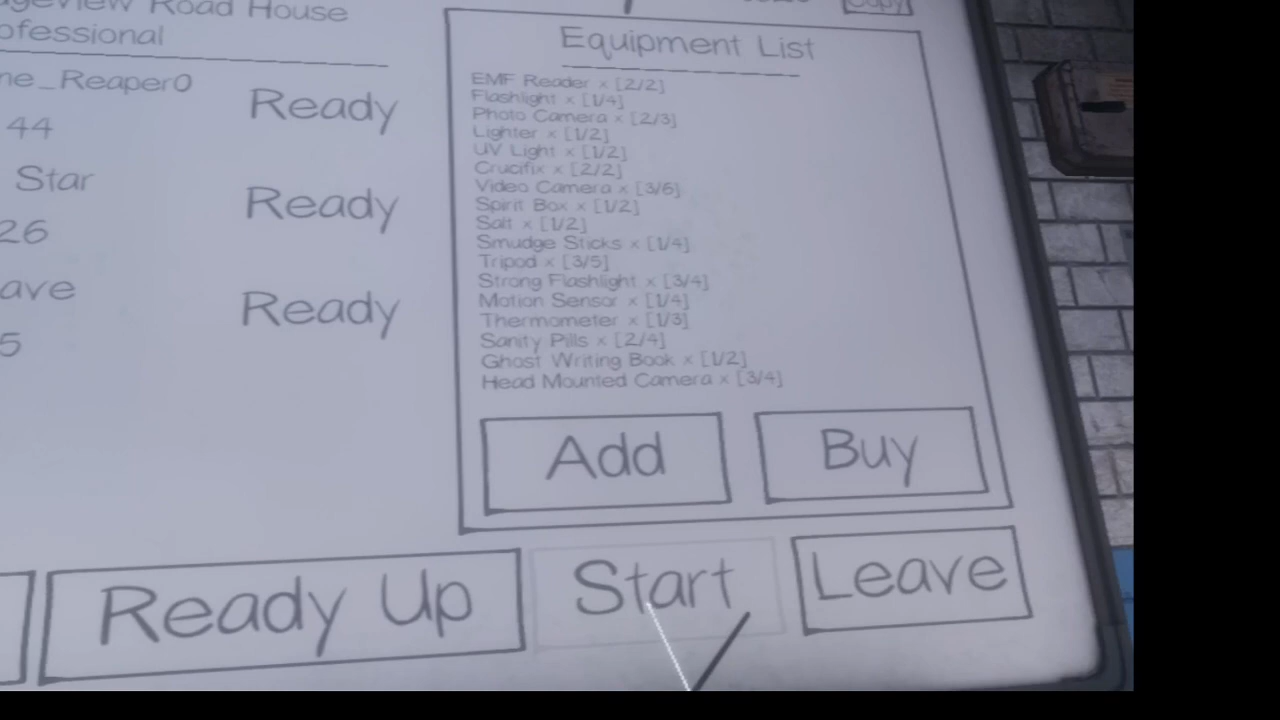 Road House
ofessional
ne_Reaper0
Ready
44
Star
Ready
26
ave
Ready
5
Equipment List
EMF Reader x [2/2]
Flashlight x [1/4]
Photo Camera x [2/3]
Lighter x [1/2]
UV Light x [1/2]
Crucifix x [2/2]
Video Camera x [3/6]
Spirit Box x [1/2]
Salt x [1/2]
Smudge Sticks x [1/4]
Tripod x [3/5]
Strong Flashlight x [3/4]
Motion Sensor x [1/4]
Thermometer x [1/3]
Sanity Pills x [2/4]
Ghost Writing Book x [1/2]
Head Mounted Camera x [3/4]
Add
Buy
Ready Up
Start
Leave